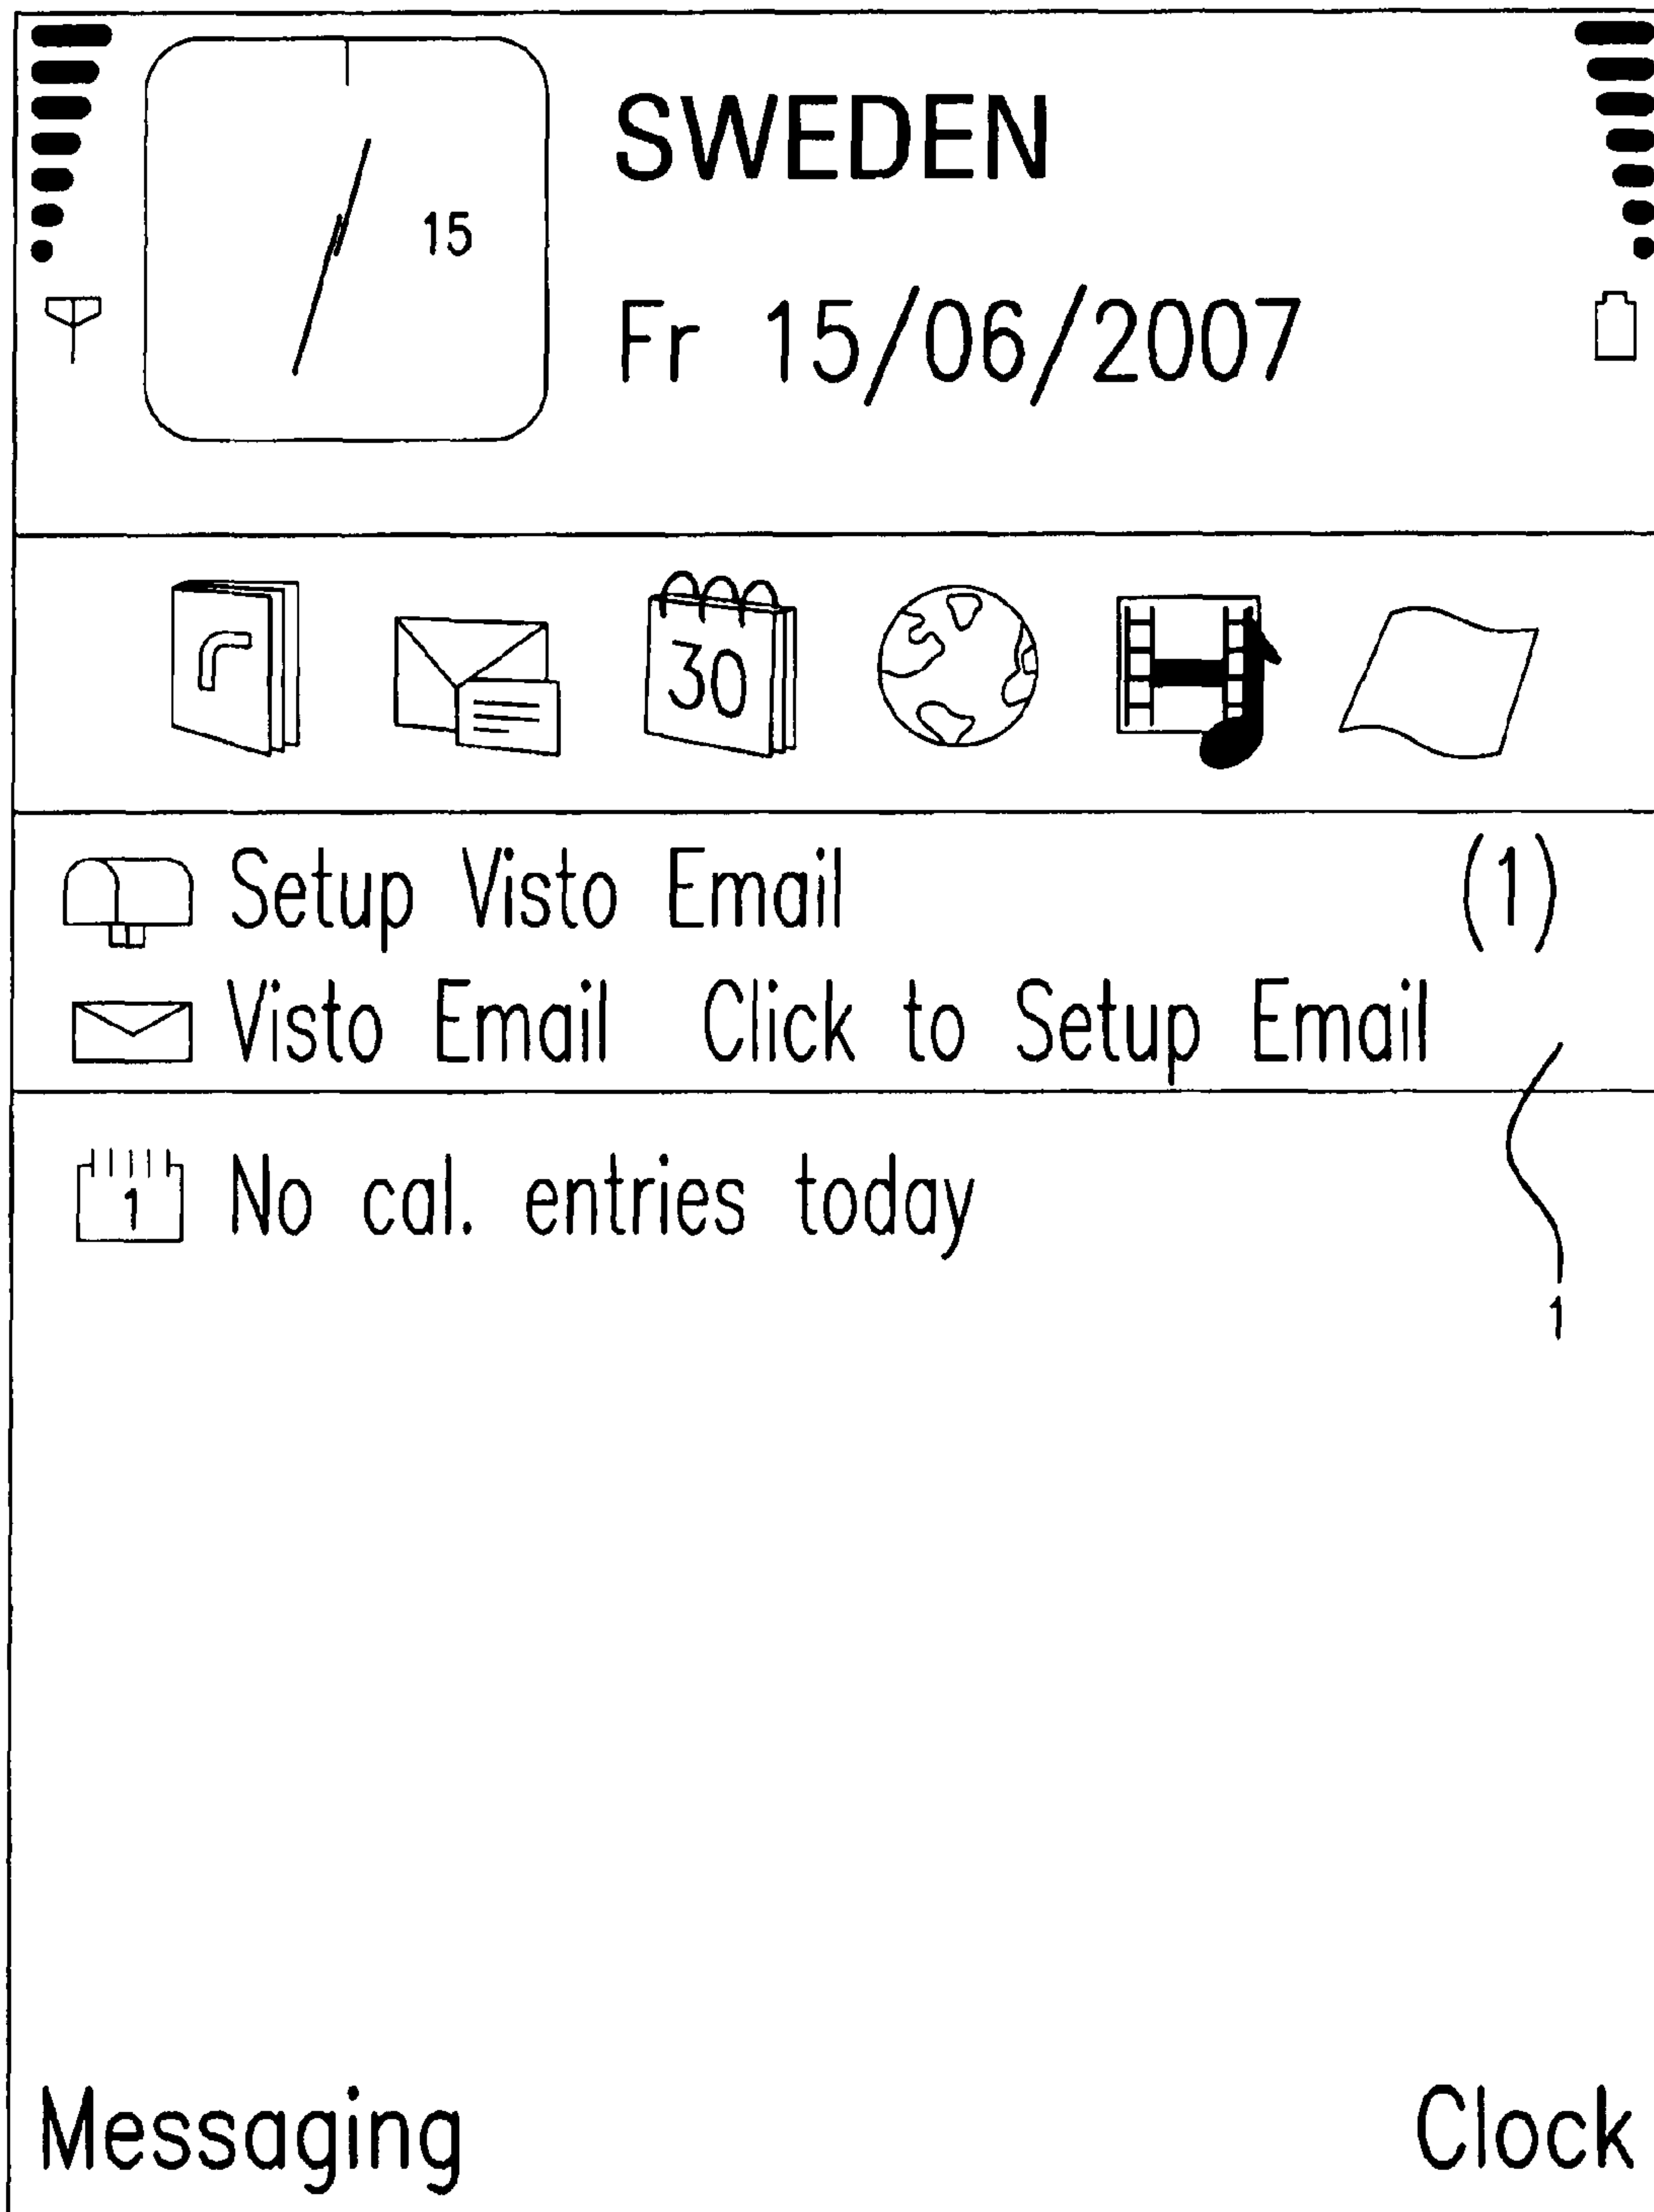 SWEDEN
15
Fr 15/06/2007
30
Setup Visto Email (1)
Visto Email Click to Setup Email
1 No cal. entries today
1
Messaging Clock